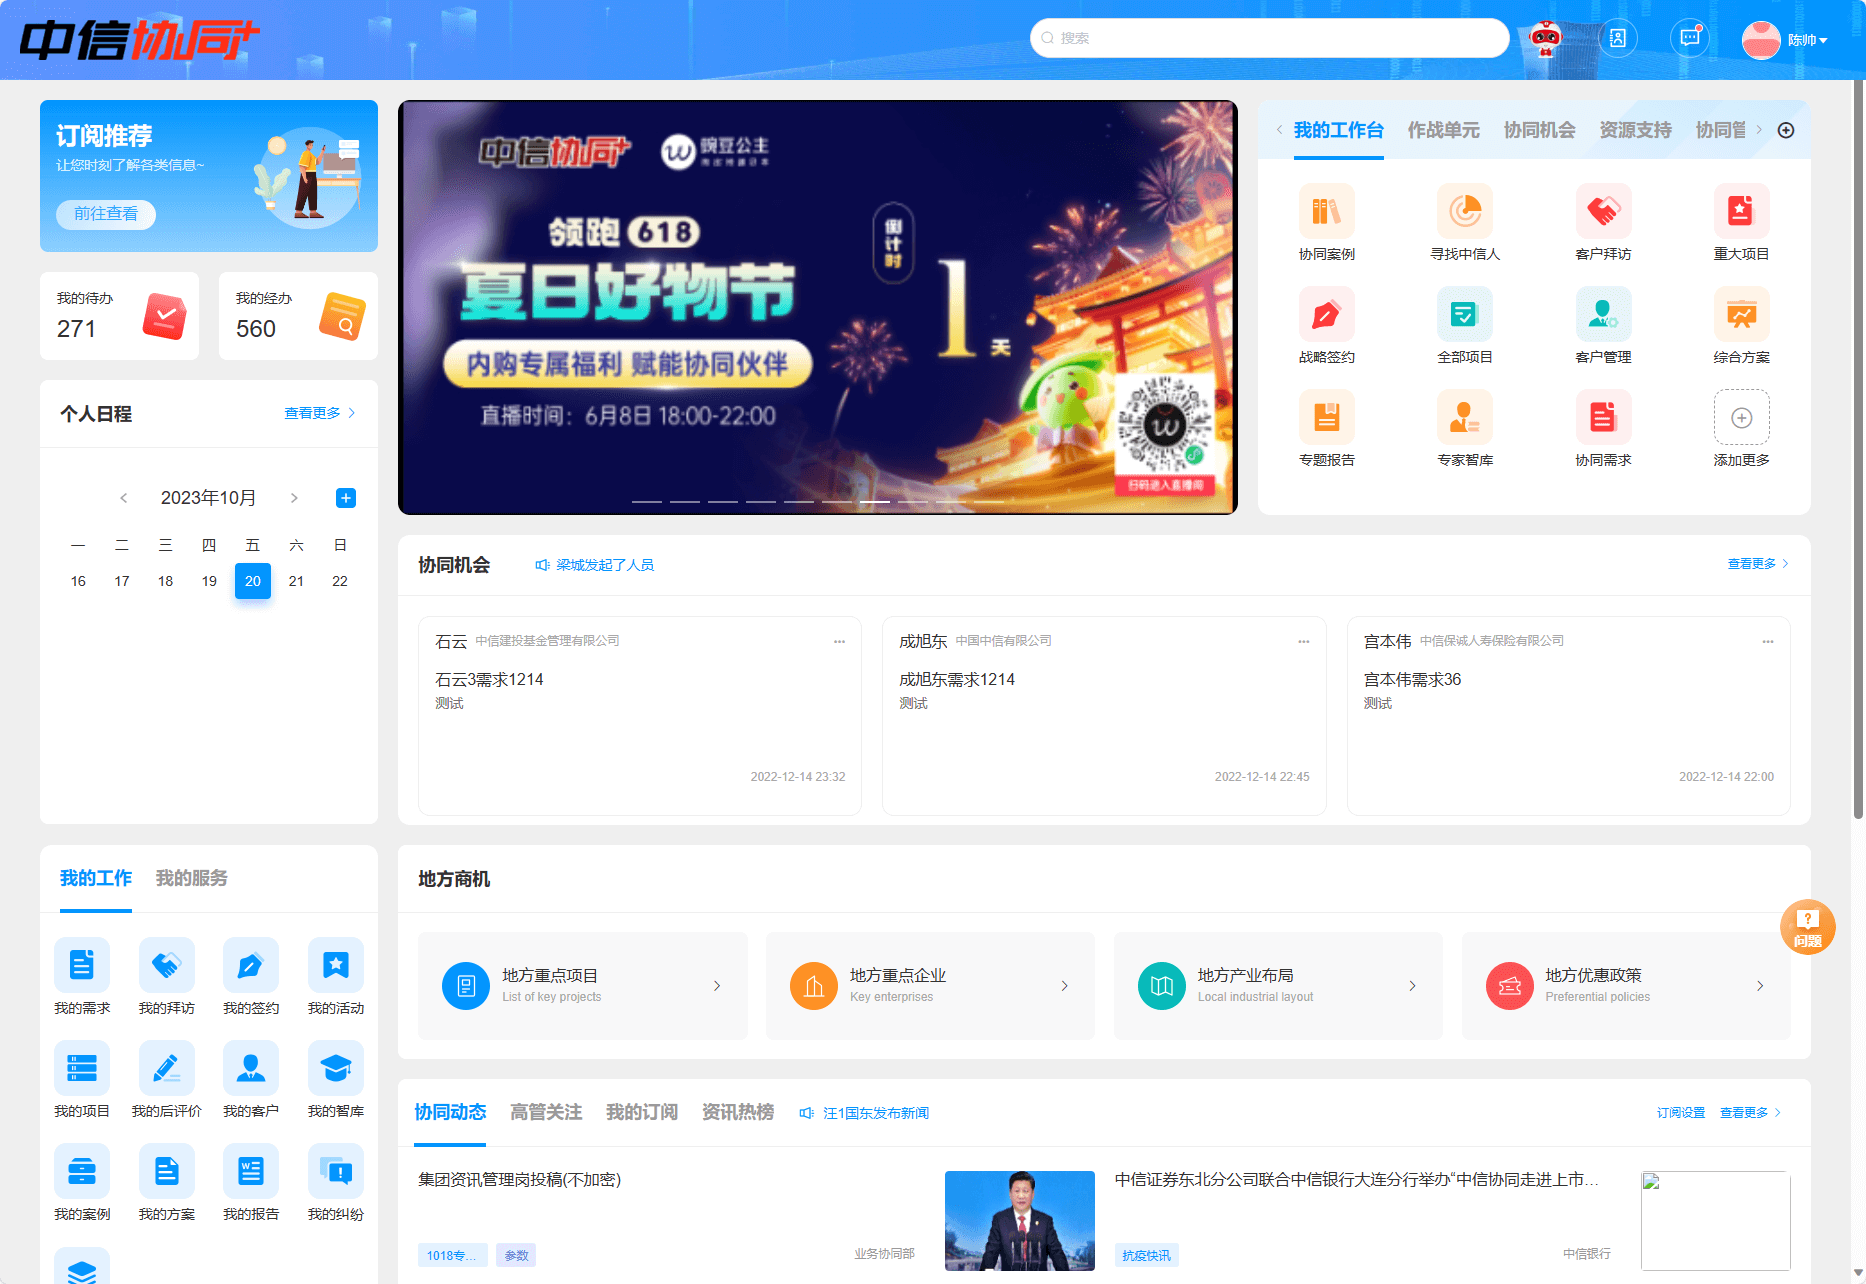 中信协同+
搜索
陈帅
订阅推荐
让您时刻了解各类信息~
前往查看
我的待办
271
我的经办
560
个人日程
查看更多 >
< 2023年10月 >
一 二 三 四 五 六 日
16 17 18 19 20 21 22
中信协同+ 豌豆公主
领跑 618
夏日好物节
内购专属福利 赋能协同伙伴
直播时间：6月8日 18:00-22:00
倒计时
1天
扫码进入直播间
我的工作台 作战单元 协同机会 资源支持 协同管
协同案例 寻找中信人 客户拜访 重大项目
战略签约 全部项目 客户管理 综合方案
专题报告 专家智库 协同需求 添加更多
协同机会 梁城发起了人员 查看更多 >
石云 中信建投基金管理有限公司 ...
石云3需求1214
测试
2022-12-14 23:32
成旭东 中国中信有限公司 ...
成旭东需求1214
测试
2022-12-14 22:45
宫本伟 中信保诚人寿保险有限公司 ...
宫本伟需求36
测试
2022-12-14 22:00
我的工作 我的服务
我的需求 我的拜访 我的签约 我的活动
我的项目 我的后评价 我的客户 我的智库
我的案例 我的方案 我的报告 我的纠纷
地方商机
地方重点项目
List of key projects
地方重点企业
Key enterprises
地方产业布局
Local industrial layout
地方优惠政策
Preferential policies
问题
协同动态 高管关注 我的订阅 资讯热榜 汪1国东发布新闻 订阅设置 查看更多 >
集团资讯管理岗投稿(不加密)
1018专... 参数 业务协同部
中信证券东北分公司联合中信银行大连分行举办“中信协同走进上市...
抗疫快讯 中信银行